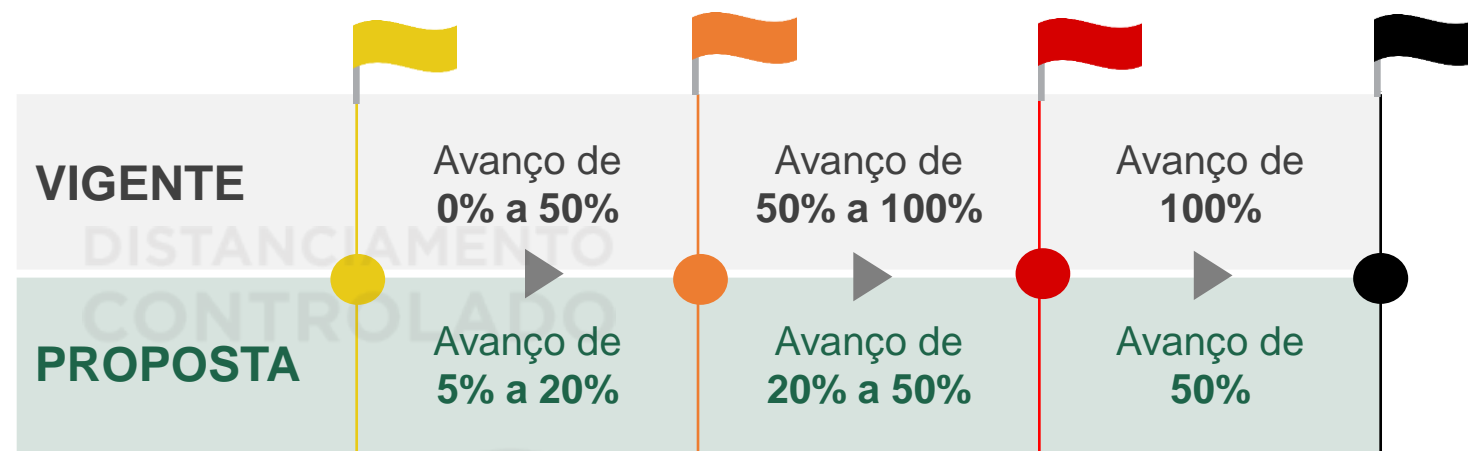 VIGENTE
Avanço de
0% a 50%
Avanço de
50% a 100%
Avanço de
100%
DISTANCIAMENTO
CONTROLADO
PROPOSTA
Avanço de
5% a 20%
Avanço de
20% a 50%
Avanço de
50%